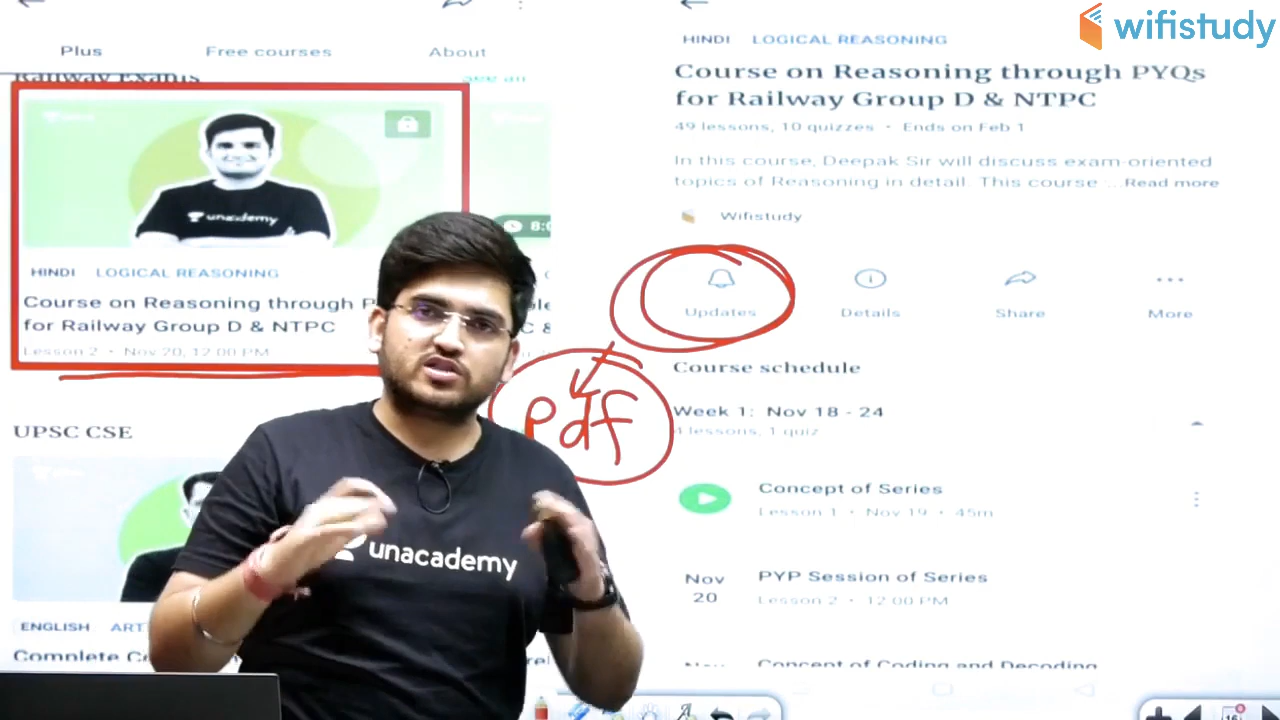 wifistudy
Plus Free courses About
Railway Exams See all
unacademy
HINDI LOGICAL REASONING
Course on Reasoning through P
for Railway Group D & NTPC
Lesson 2 • Nov 20, 12:00 PM
UPSC CSE
ENGLISH ART
8:0
C &
unacademy
pdf
HINDI LOGICAL REASONING
Course on Reasoning through PYQs
for Railway Group D & NTPC
49 lessons, 10 quizzes • Ends on Feb 1
In this course, Deepak Sir will discuss exam-oriented
topics of Reasoning in detail. This course ...Read more
Wifistudy
Updates Details Share More
Course schedule
Week 1: Nov 18 - 24
4 lessons, 1 quiz
Concept of Series
Lesson 1 • Nov 19 • 45m
Nov
20
PYP Session of Series
Lesson 2 • 12:00 PM
Concept of Coding and Decoding